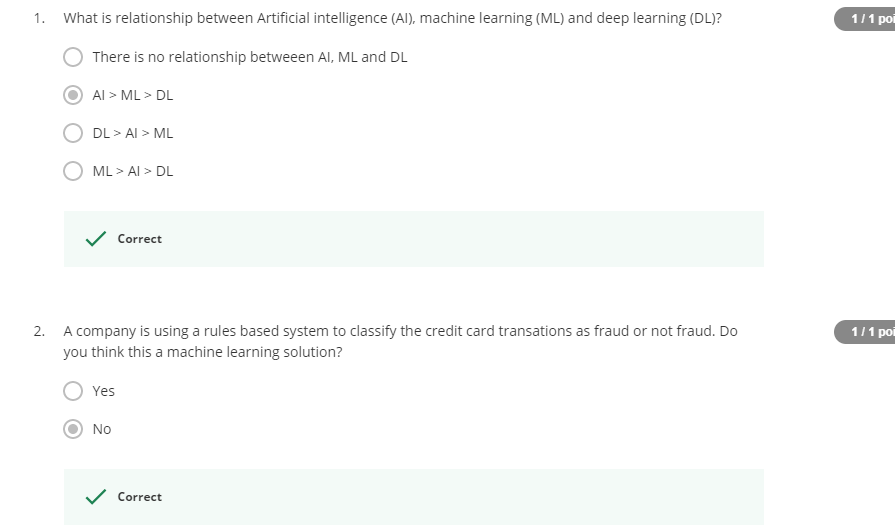 1. What is relationship between Artificial intelligence (AI), machine learning (ML) and deep learning (DL)?
1 / 1 poi
There is no relationship betweeen AI, ML and DL
AI > ML > DL
DL > AI > ML
ML > AI > DL
Correct
2. A company is using a rules based system to classify the credit card transations as fraud or not fraud. Do
1 / 1 poi
you think this a machine learning solution?
Yes
No
Correct